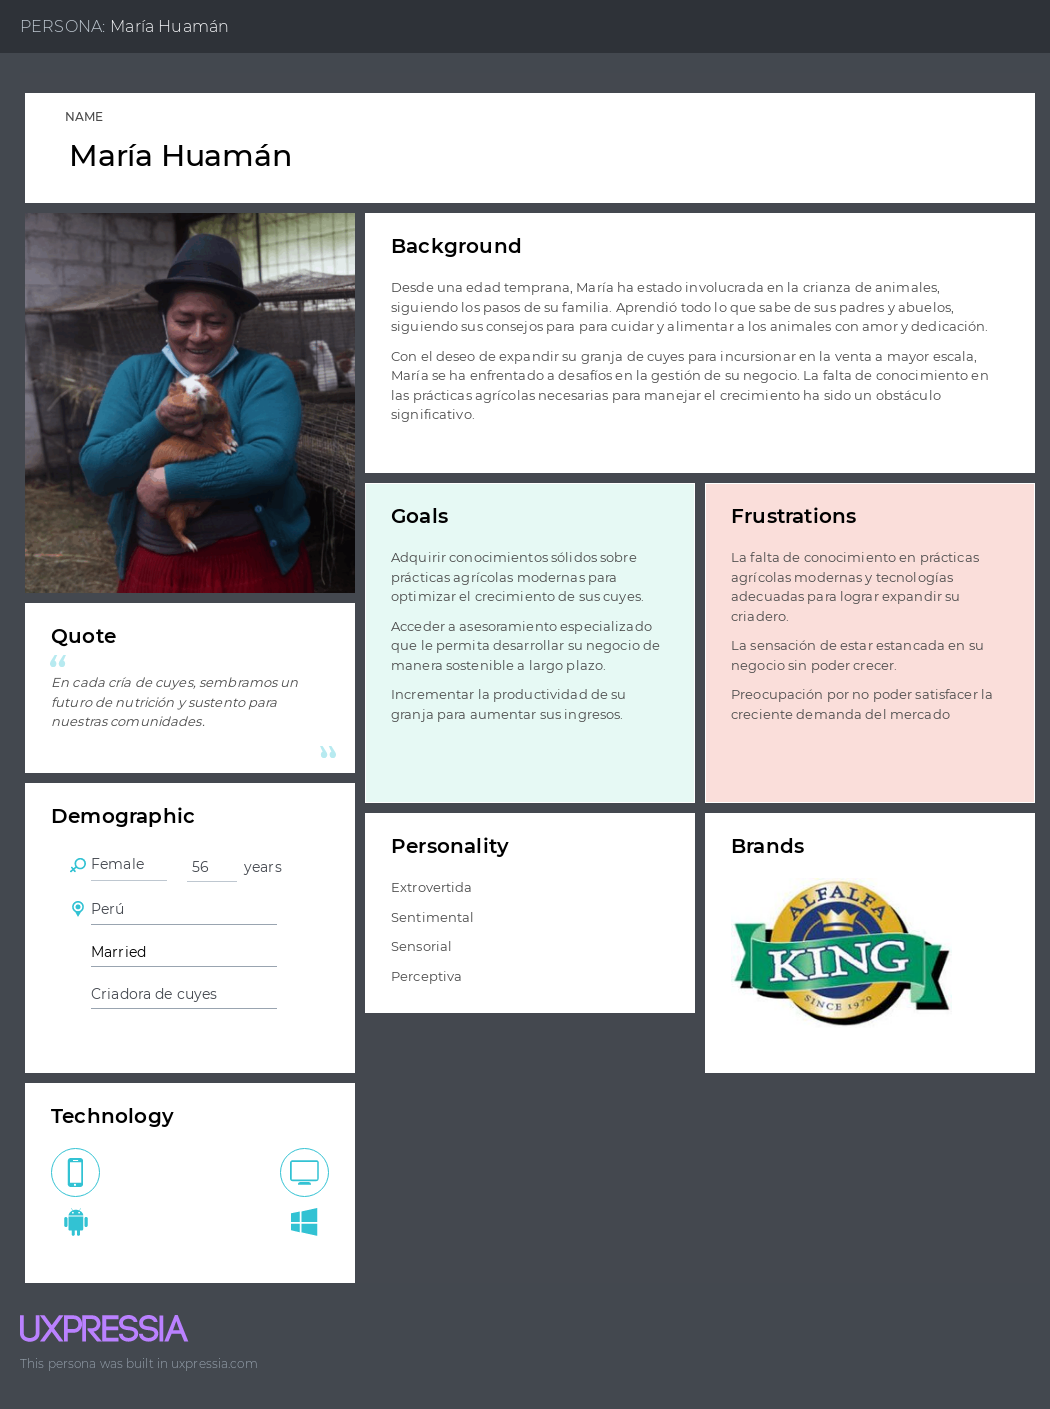 PERSONA: María Huamán
NAME
María Huamán
Background
Desde una edad temprana, María ha estado involucrada en la crianza de animales,
siguiendo los pasos de su familia. Aprendió todo lo que sabe de sus padres y abuelos,
siguiendo sus consejos para para cuidar y alimentar a los animales con amor y dedicación.
Con el deseo de expandir su granja de cuyes para incursionar en la venta a mayor escala,
María se ha enfrentado a desafíos en la gestión de su negocio. La falta de conocimiento en
las prácticas agrícolas necesarias para manejar el crecimiento ha sido un obstáculo
significativo.
Goals
Adquirir conocimientos sólidos sobre
prácticas agrícolas modernas para
optimizar el crecimiento de sus cuyes.
Acceder a asesoramiento especializado
que le permita desarrollar su negocio de
manera sostenible a largo plazo.
Incrementar la productividad de su
granja para aumentar sus ingresos.
Frustrations
La falta de conocimiento en prácticas
agrícolas modernas y tecnologías
adecuadas para lograr expandir su
criadero.
La sensación de estar estancada en su
negocio sin poder crecer.
Preocupación por no poder satisfacer la
creciente demanda del mercado
Quote
“
En cada cría de cuyes, sembramos un
futuro de nutrición y sustento para
nuestras comunidades.
”
Demographic
Female 56 years
Perú
Married
Criadora de cuyes
Personality
Extrovertida
Sentimental
Sensorial
Perceptiva
Brands
ALFALFA
KING
SINCE 1970
Technology
UXPRESSIA
This persona was built in uxpressia.com